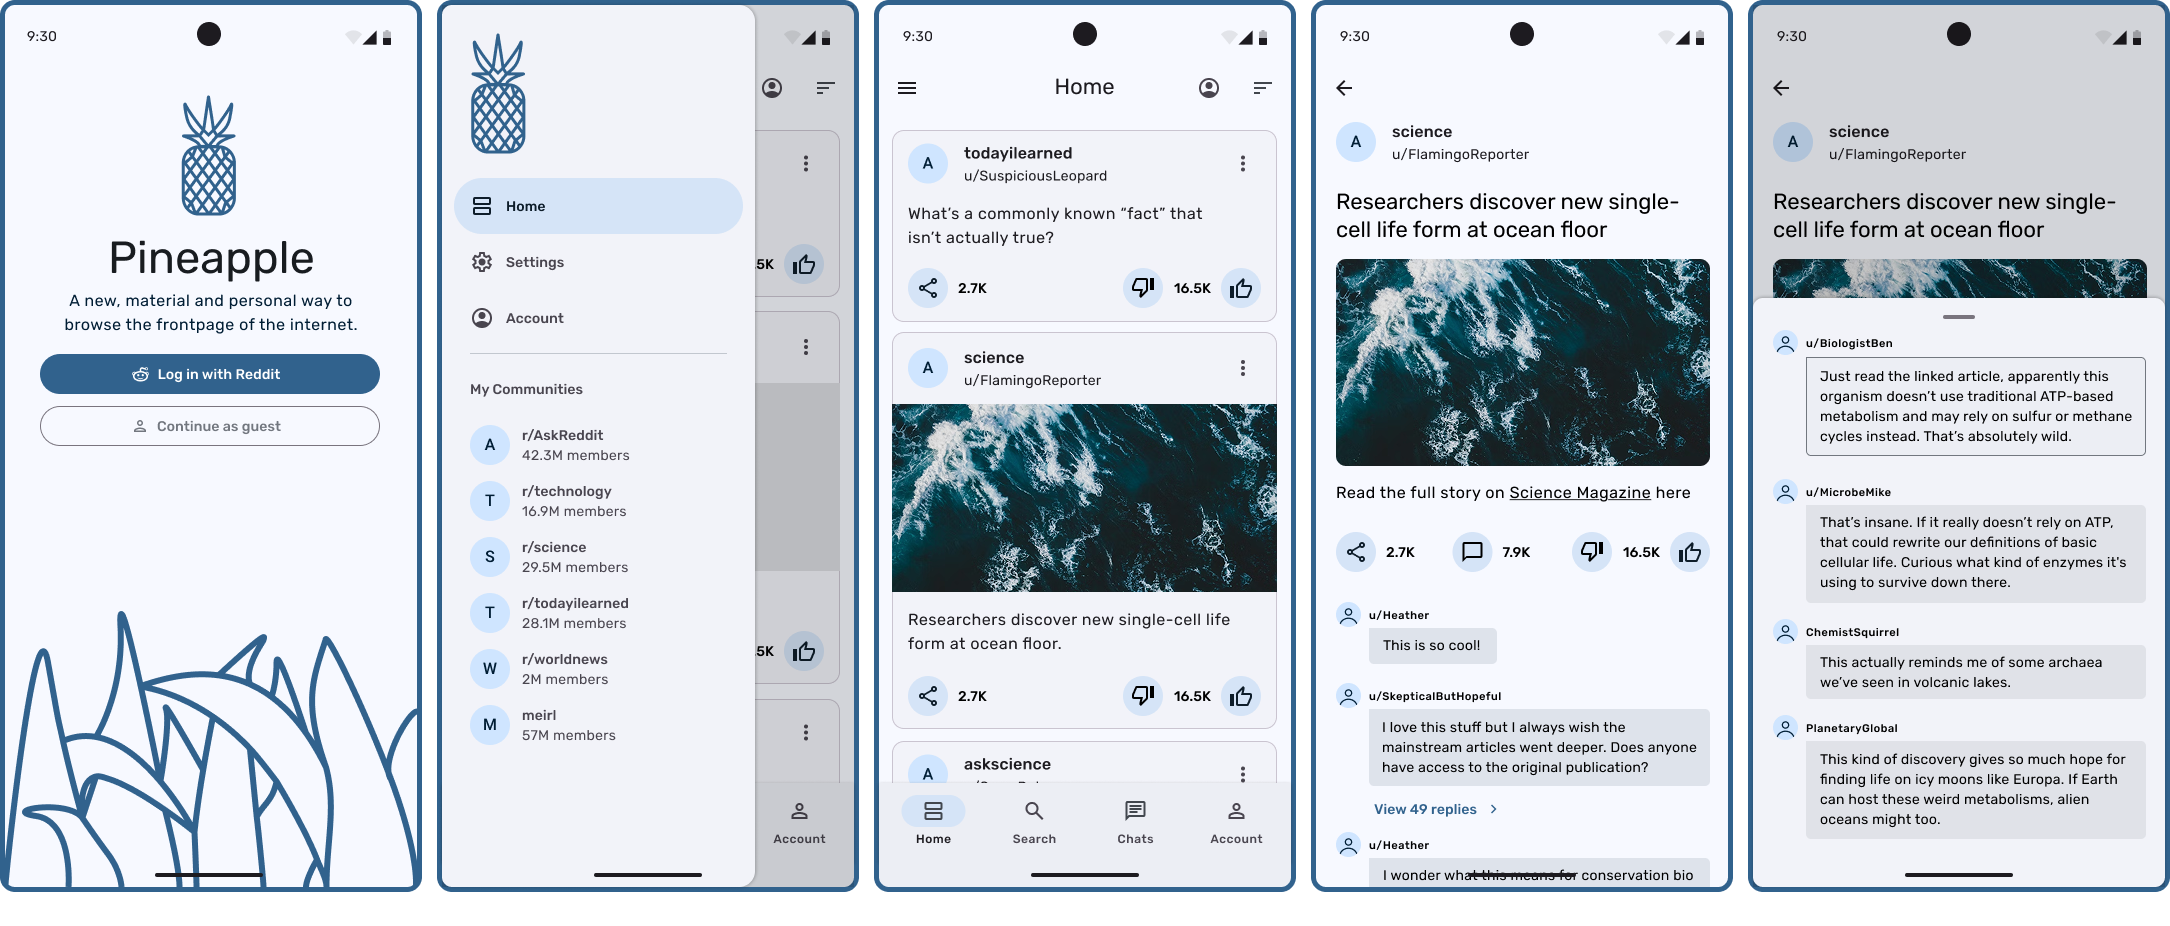 9:30
Pineapple
A new, material and personal way to
browse the frontpage of the internet.
Log in with Reddit
Continue as guest
Home
Settings
Account
My Communities
A
r/AskReddit
42.3M members
T
r/technology
16.9M members
S
r/science
29.5M members
T
r/todayilearned
28.1M members
W
r/worldnews
2M members
M
meirl
57M members
.5K
.5K
Account
9:30
Home
A
todayilearned
u/SuspiciousLeopard
What's a commonly known “fact” that
isn't actually true?
2.7K
16.5K
A
science
u/FlamingoReporter
Researchers discover new single-cell life
form at ocean floor.
2.7K
16.5K
A
askscience
Home
Search
Chats
Account
9:30
A
science
u/FlamingoReporter
Researchers discover new single-
cell life form at ocean floor
Read the full story on Science Magazine here
2.7K
7.9K
16.5K
u/Heather
This is so cool!
u/SkepticalButHopeful
I love this stuff but I always wish the
mainstream articles went deeper. Does anyone
have access to the original publication?
View 49 replies
u/Heather
I wonder what this means for conservation bio
9:30
A
science
u/FlamingoReporter
Researchers discover new single-
cell life form at ocean floor
u/BiologistBen
Just read the linked article, apparently this
organism doesn't use traditional ATP-based
metabolism and may rely on sulfur or methane
cycles instead. That's absolutely wild.
u/MicrobeMike
That's insane. If it really doesn't rely on ATP,
that could rewrite our definitions of basic
cellular life. Curious what kind of enzymes it's
using to survive down there.
ChemistSquirrel
This actually reminds me of some archaea
we've seen in volcanic lakes.
PlanetaryGlobal
This kind of discovery gives so much hope for
finding life on icy moons like Europa. If Earth
can host these weird metabolisms, alien
oceans might too.